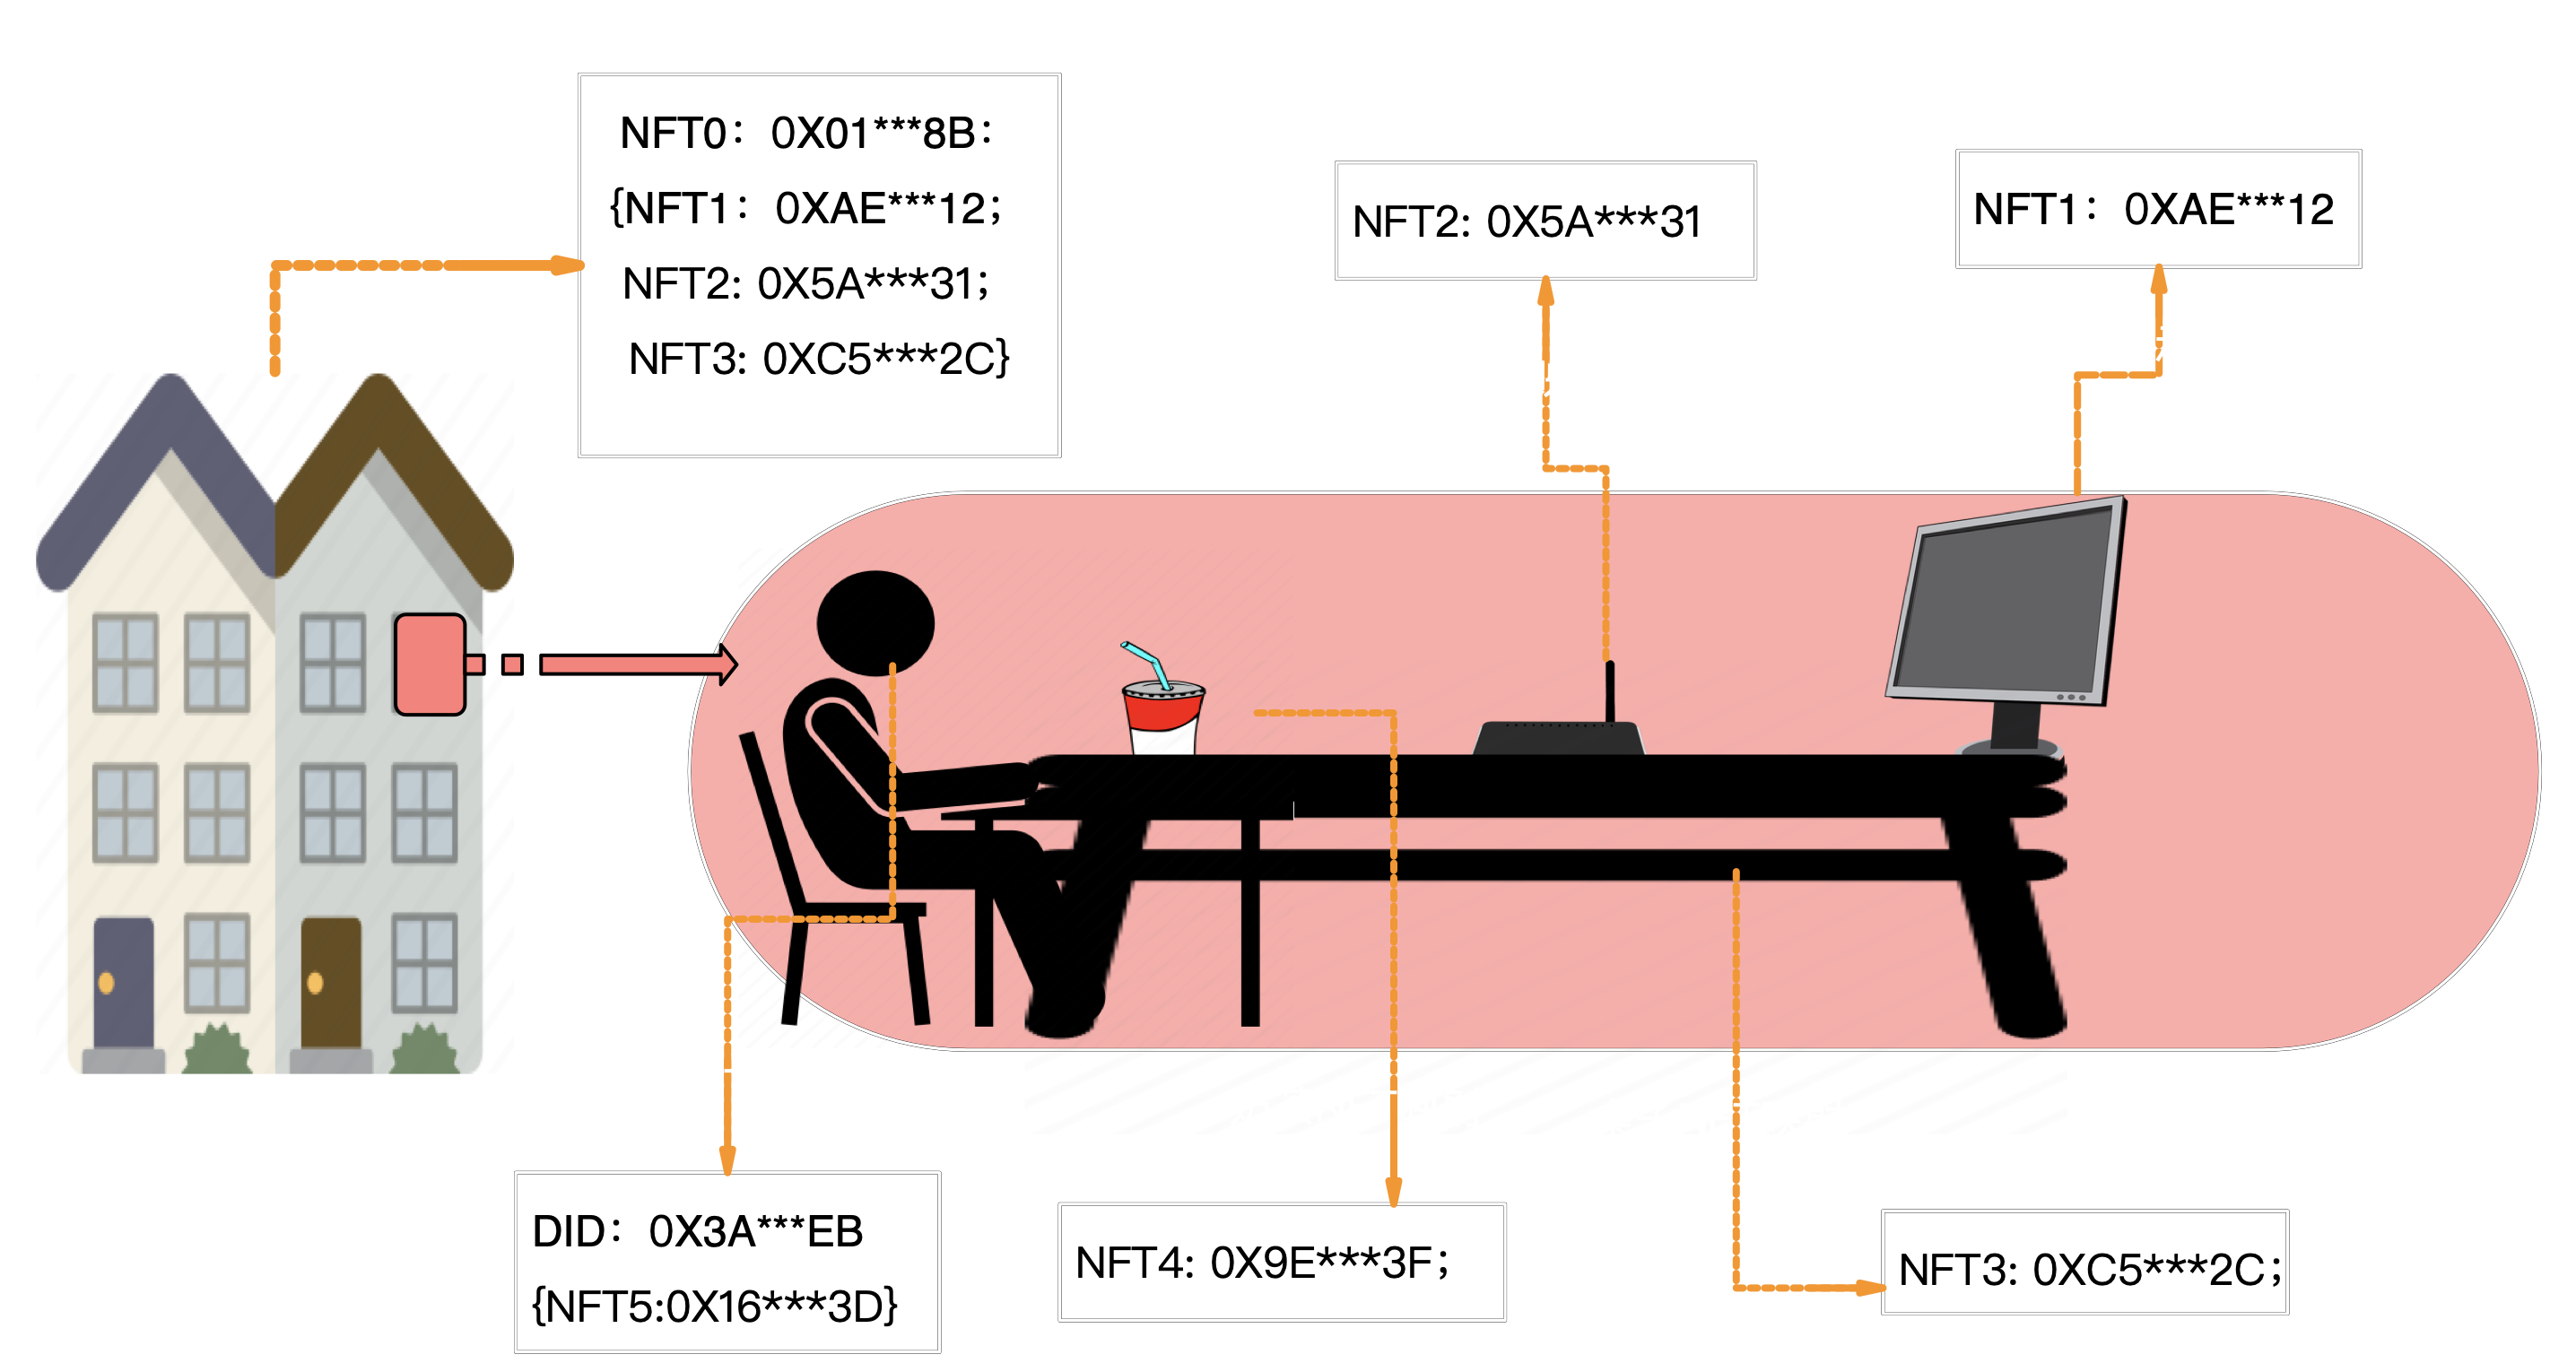 NFT0： 0X01***8B：
{NFT1： 0XAE***12；
NFT2: 0X5A***31；
NFT3: 0XC5***2C}
NFT2: 0X5A***31
NFT1： 0XAE***12
DID： 0X3A***EB
{NFT5:0X16***3D}
NFT4: 0X9E***3F；
NFT3: 0XC5***2C；